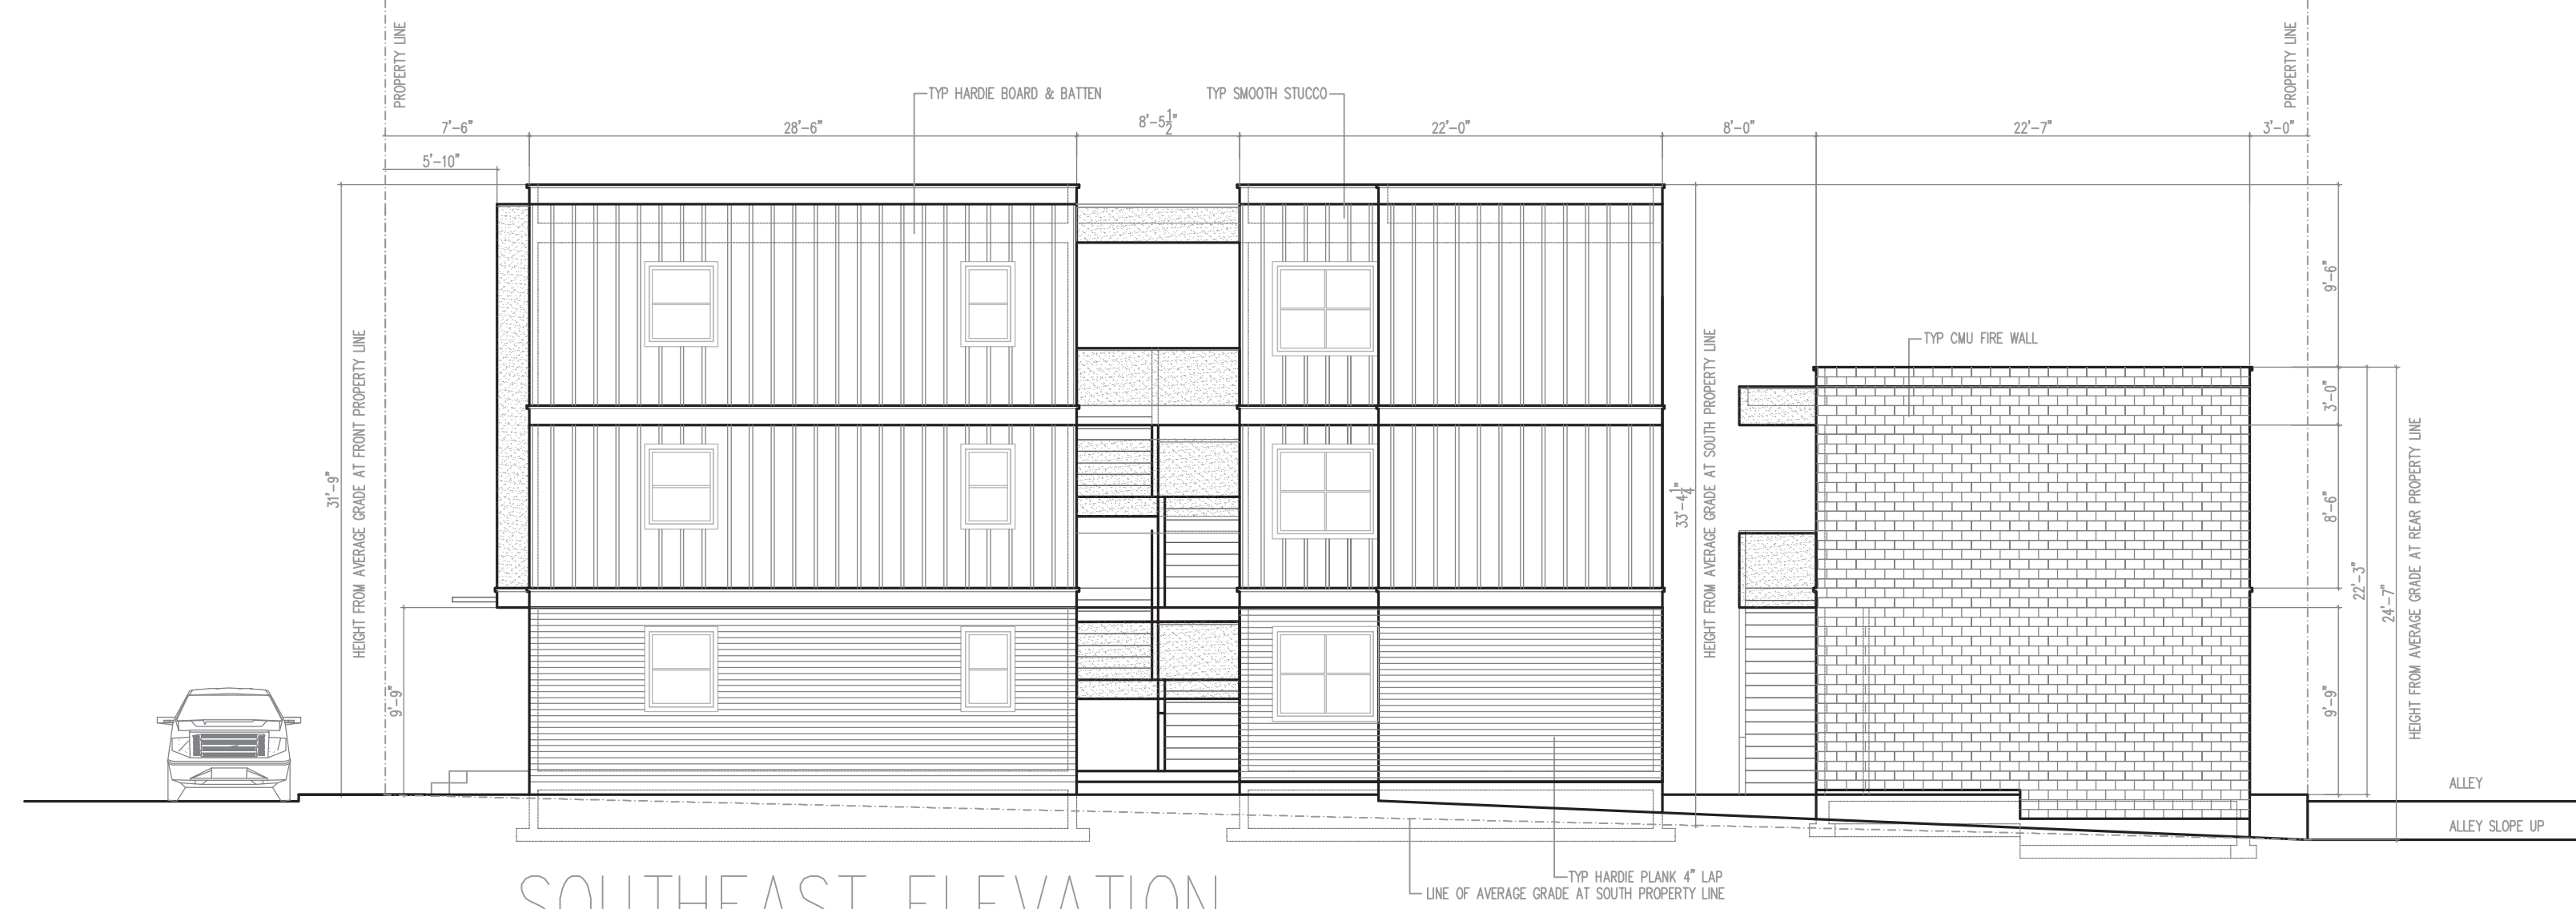 PROPERTY LINE
PROPERTY LINE
TYP HARDIE BOARD & BATTEN
TYP SMOOTH STUCCO
7'-6"
28'-6"
8'-5 1/2"
22'-0"
8'-0"
22'-7"
3'-0"
5'-10"
31'-9"
HEIGHT FROM AVERAGE GRADE AT FRONT PROPERTY LINE
9'-9"
33'-4 1/4"
HEIGHT FROM AVERAGE GRADE AT SOUTH PROPERTY LINE
TYP CMU FIRE WALL
9'-6"
3'-0"
8'-6"
9'-9"
22'-3"
24'-7"
HEIGHT FROM AVERAGE GRADE AT REAR PROPERTY LINE
ALLEY
ALLEY SLOPE UP
TYP HARDIE PLANK 4" LAP
LINE OF AVERAGE GRADE AT SOUTH PROPERTY LINE
SOUTHEAST ELEVATION